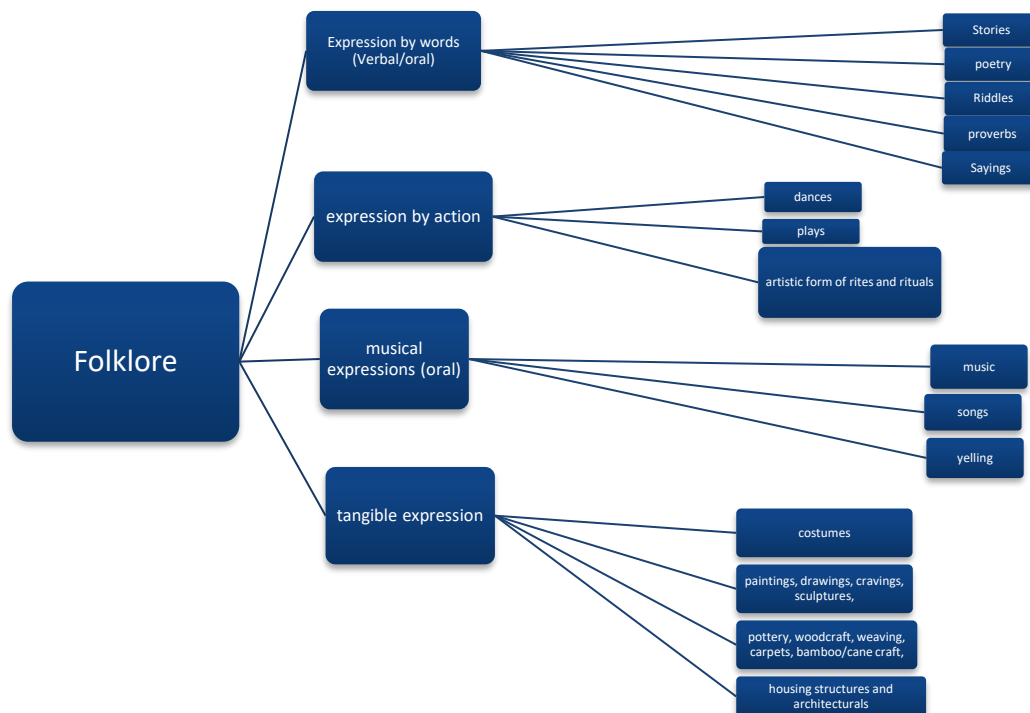 Folklore
Expression by words
(Verbal/oral)
Stories
poetry
Riddles
proverbs
Sayings
expression by action
dances
plays
artistic form of rites and rituals
musical
expressions (oral)
music
songs
yelling
tangible expression
costumes
paintings, drawings, cravings,
sculptures,
pottery, woodcraft, weaving,
carpets, bamboo/cane craft,
housing structures and
architecturals